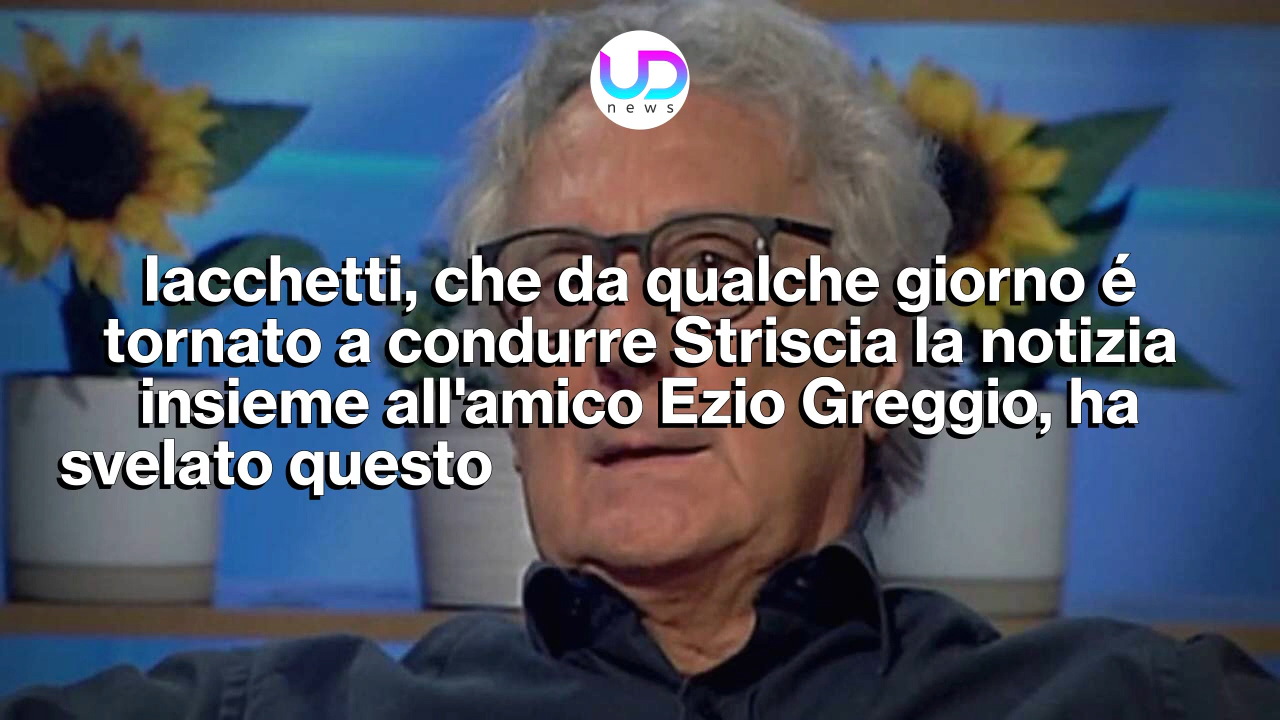 UD
news
Iacchetti, che da qualche giorno é
tornato a condurre Striscia la notizia
insieme all'amico Ezio Greggio, ha
svelato questo